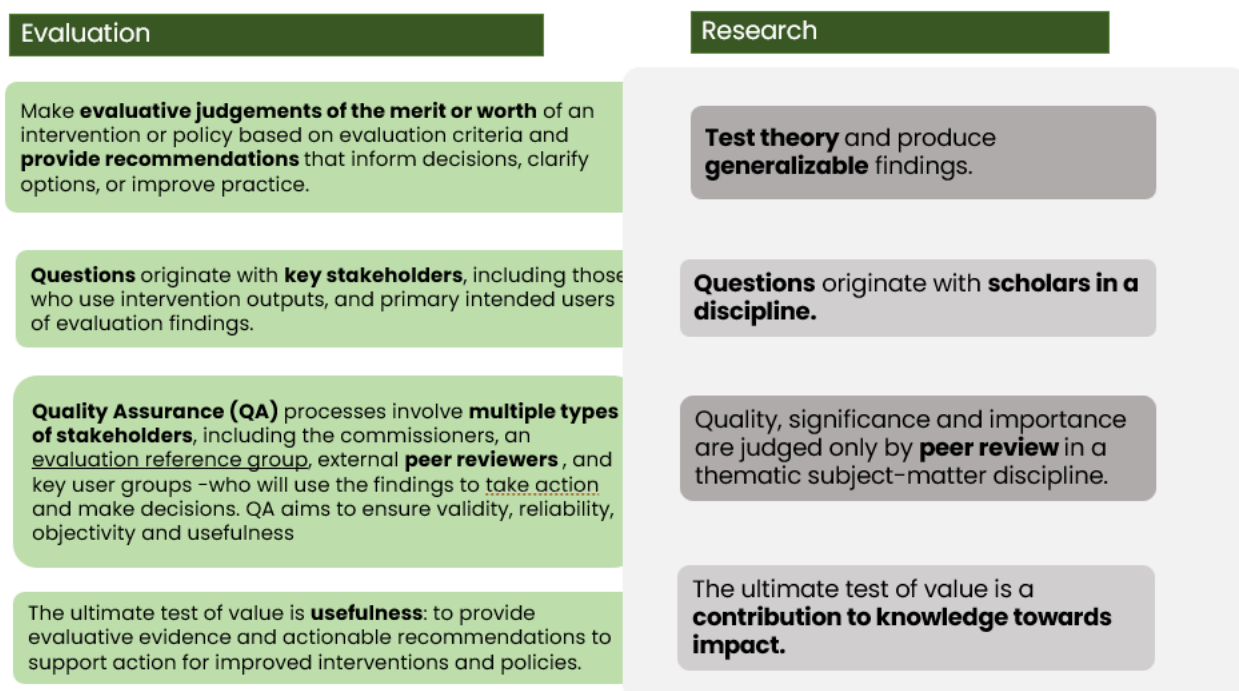 Evaluation
Make evaluative judgements of the merit or worth of an
intervention or policy based on evaluation criteria and
provide recommendations that inform decisions, clarify
options, or improve practice.
Questions originate with key stakeholders, including those
who use intervention outputs, and primary intended users
of evaluation findings.
Quality Assurance (QA) processes involve multiple types
of stakeholders, including the commissioners, an
evaluation reference group, external peer reviewers , and
key user groups -who will use the findings to take action
and make decisions. QA aims to ensure validity, reliability,
objectivity and usefulness
The ultimate test of value is usefulness: to provide
evaluative evidence and actionable recommendations to
support action for improved interventions and policies.
Research
Test theory and produce
generalizable findings.
Questions originate with scholars in a
discipline.
Quality, significance and importance
are judged only by peer review in a
thematic subject-matter discipline.
The ultimate test of value is a
contribution to knowledge towards
impact.